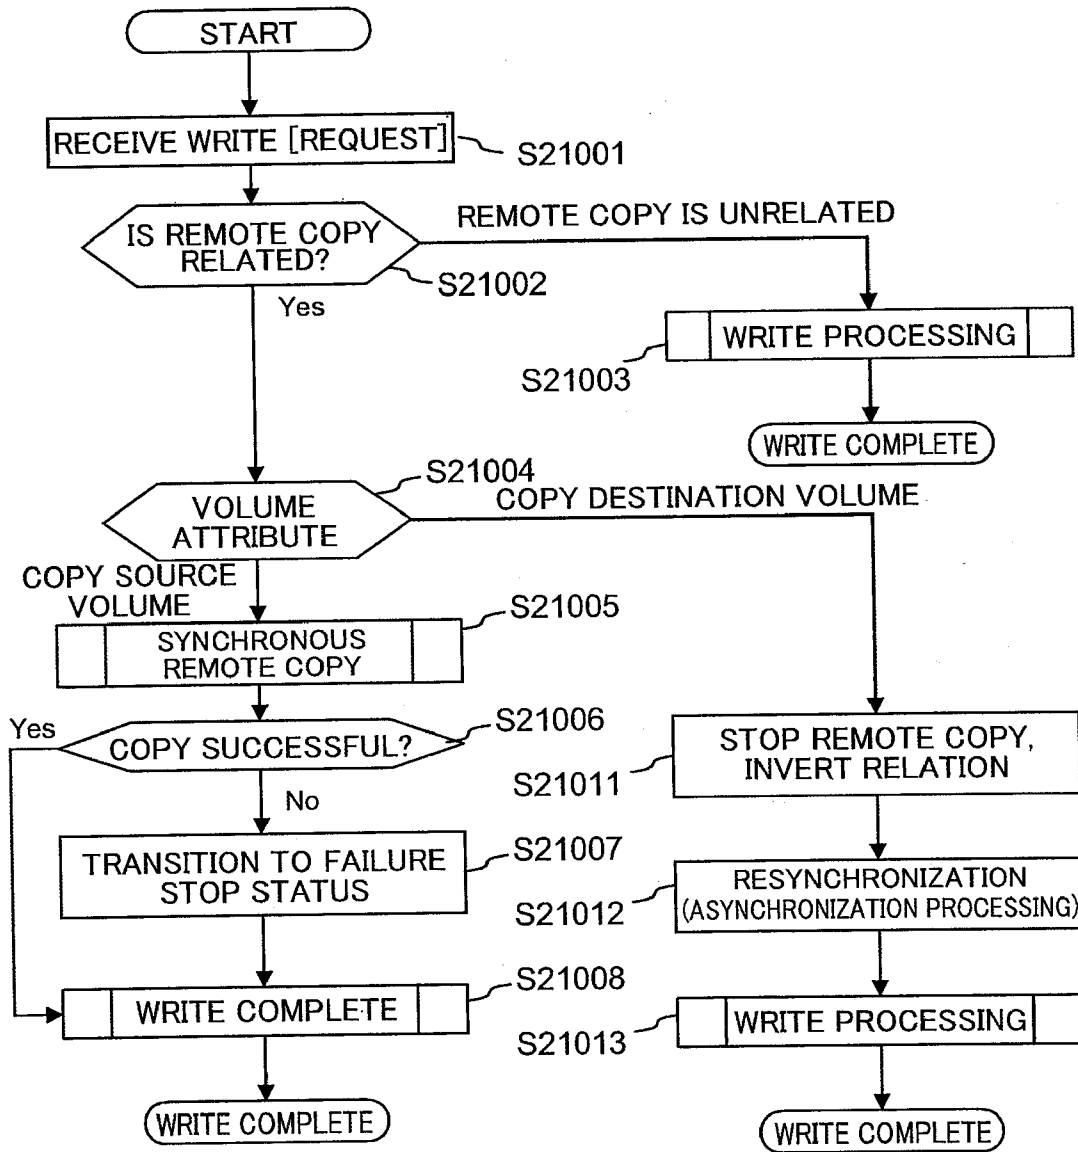 START
RECEIVE WRITE [REQUEST]
S21001
IS REMOTE COPY
RELATED?
S21002
REMOTE COPY IS UNRELATED
Yes
WRITE PROCESSING
S21003
WRITE COMPLETE
S21004
VOLUME
ATTRIBUTE
COPY DESTINATION VOLUME
COPY SOURCE
VOLUME
S21005
SYNCHRONOUS
REMOTE COPY
Yes
S21006
COPY SUCCESSFUL?
No
S21007
TRANSITION TO FAILURE
STOP STATUS
S21008
WRITE COMPLETE
WRITE COMPLETE
STOP REMOTE COPY,
INVERT RELATION
S21011
RESYNCHRONIZATION
(ASYNCHRONIZATION PROCESSING)
S21012
WRITE PROCESSING
S21013
WRITE COMPLETE